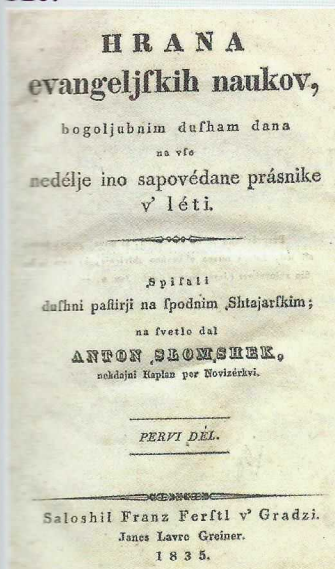 HRANA
evangeljſkih naukov,
bogoljubnim duſham dana
na vſe
nedélje ino sapovédane prásnike
v' léti.
Spiſali
duſhni paſtirji na ſpodnim Shtajarſkim;
na ſvetlo dal
ANTON SLOMSHEK,
nekdajni Kaplan per Novizérkvi.
PERVI DÉL.
Saloshil Franz Ferſtl v' Gradzi.
Janes Lavre Greiner.
1835.